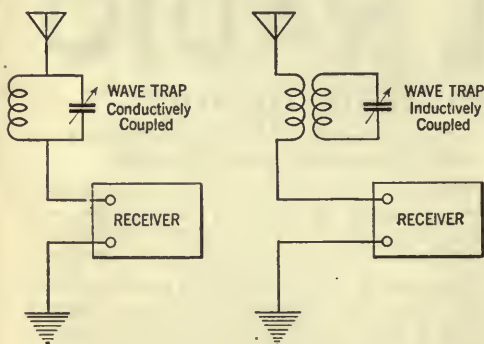 WAVE TRAP
Conductively
Coupled
WAVE TRAP
Inductively
Coupled
RECEIVER
RECEIVER